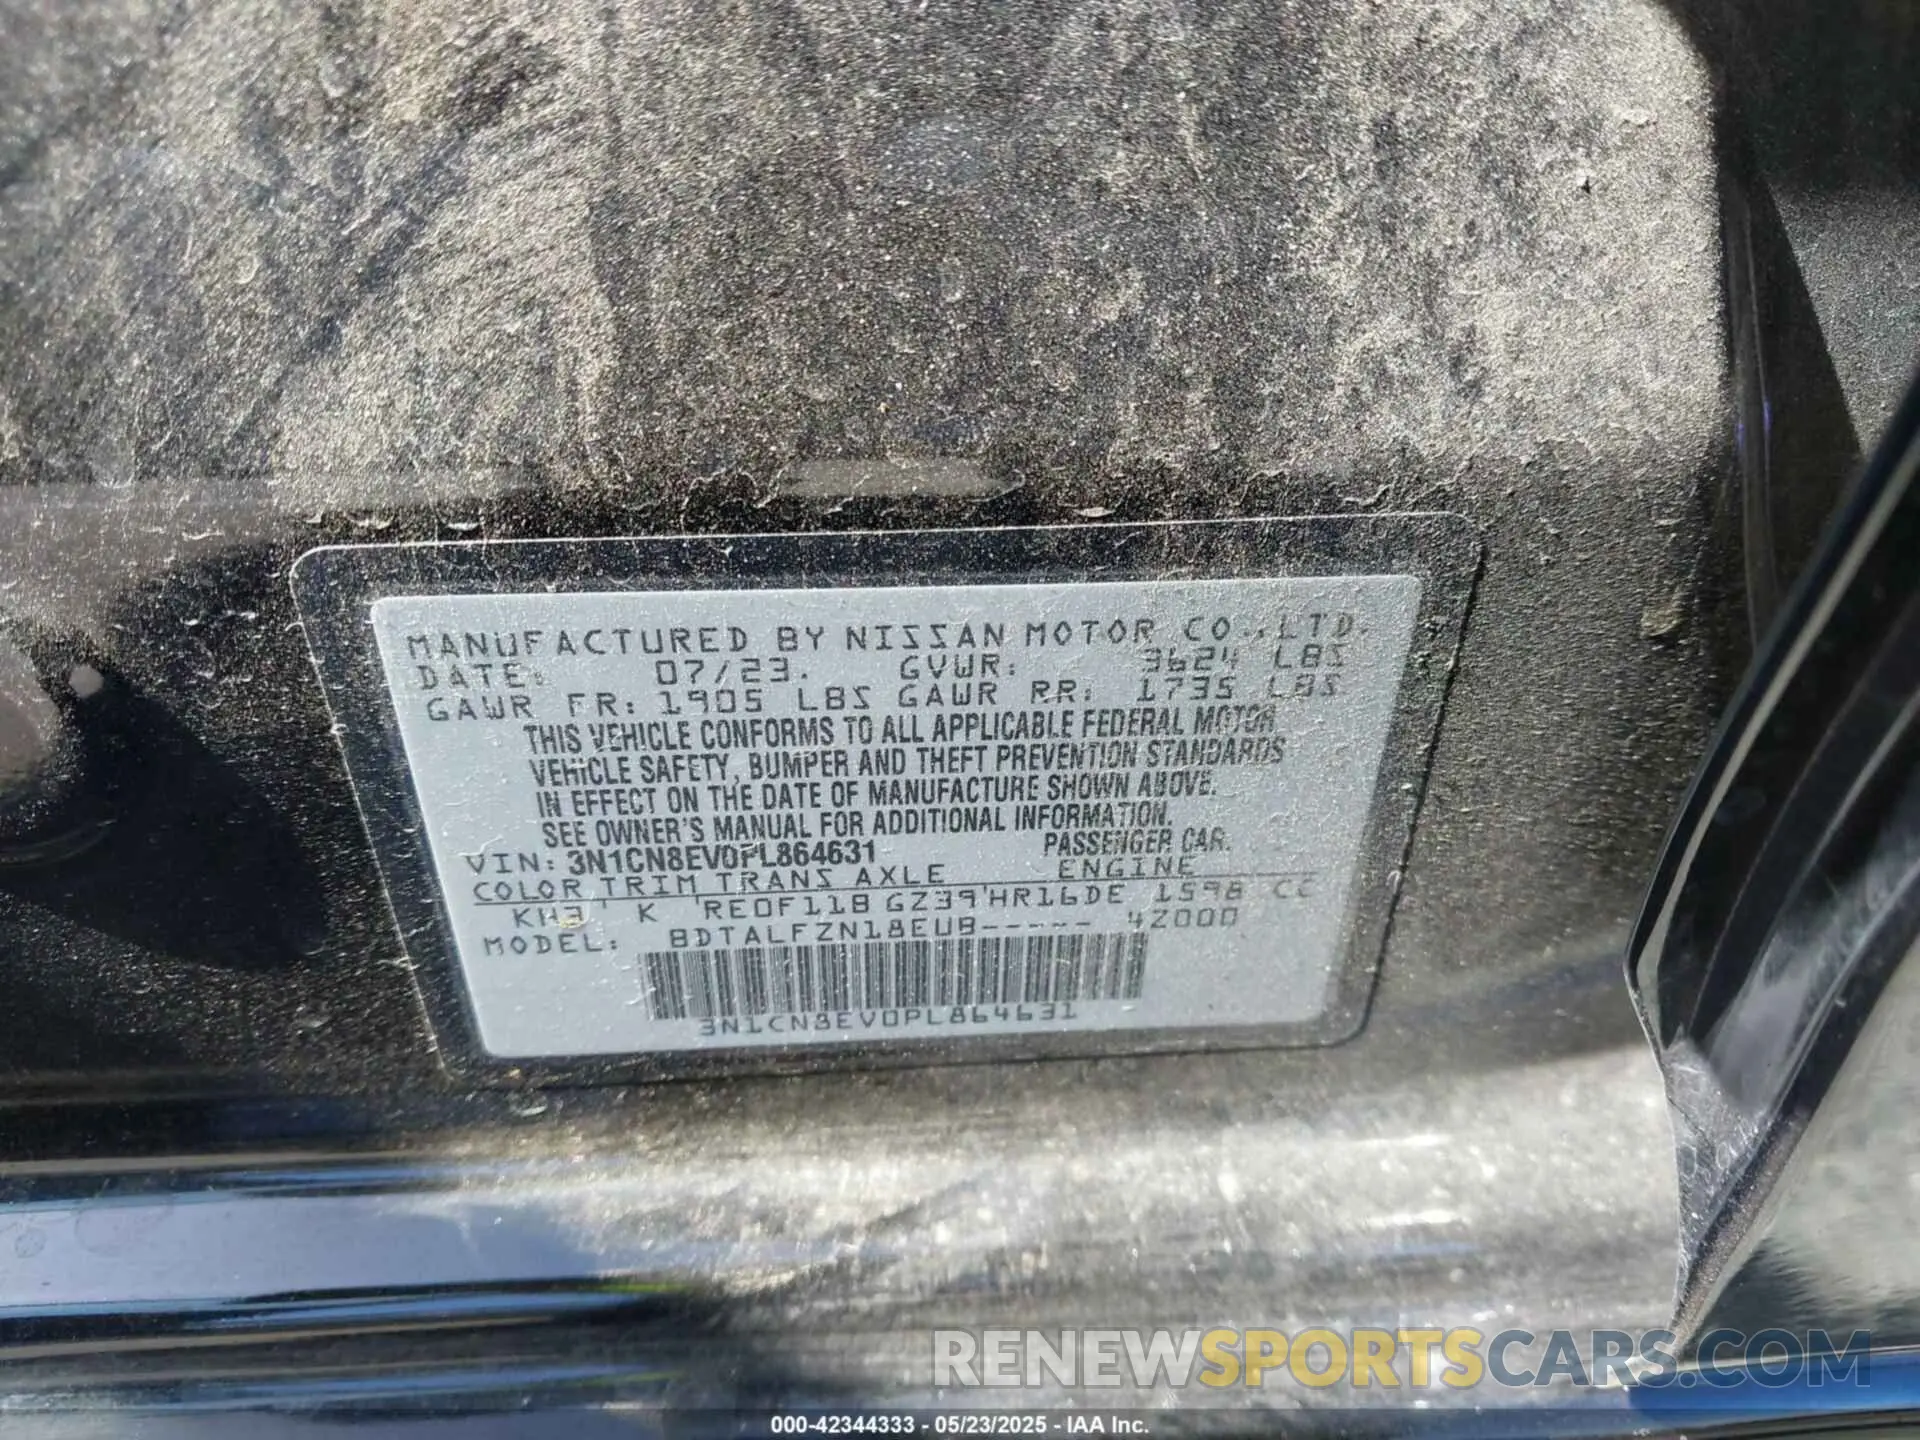 MANUFACTURED BY NISSAN MOTOR CO., LTD.
DATE: 07/23. GVWR: 3624 LBS
GAWR FR: 1905 LBS GAWR RR: 1735 LBS
THIS VEHICLE CONFORMS TO ALL APPLICABLE FEDERAL MOTOR
VEHICLE SAFETY, BUMPER AND THEFT PREVENTION STANDARDS
IN EFFECT ON THE DATE OF MANUFACTURE SHOWN ABOVE.
SEE OWNER'S MANUAL FOR ADDITIONAL INFORMATION.
VIN: 3N1CN8EV0PL864631 PASSENGER CAR.
COLOR TRIM TRANS AXLE ENGINE
KH3 K RE0F11B GZ39 HR16DE 1598 CC
MODEL: BDTALFZN18EUB----- 4Z000
3N1CN8EV0PL864631
RENEWSPORTSCARS.COM
000-42344333 - 05/23/2025 - IAA Inc.